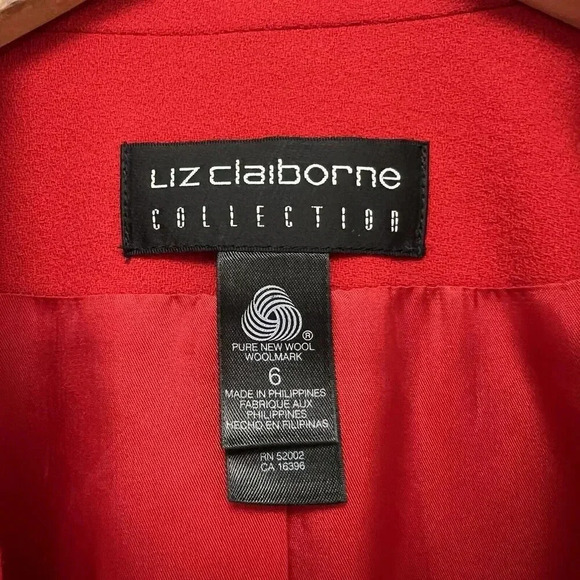 Liz claiborne
COLLECTION
®
PURE NEW WOOL
WOOLMARK
6
MADE IN PHILIPPINES
FABRIQUE AUX
PHILIPPINES
HECHO EN FILIPINAS
RN 52002
CA 16396